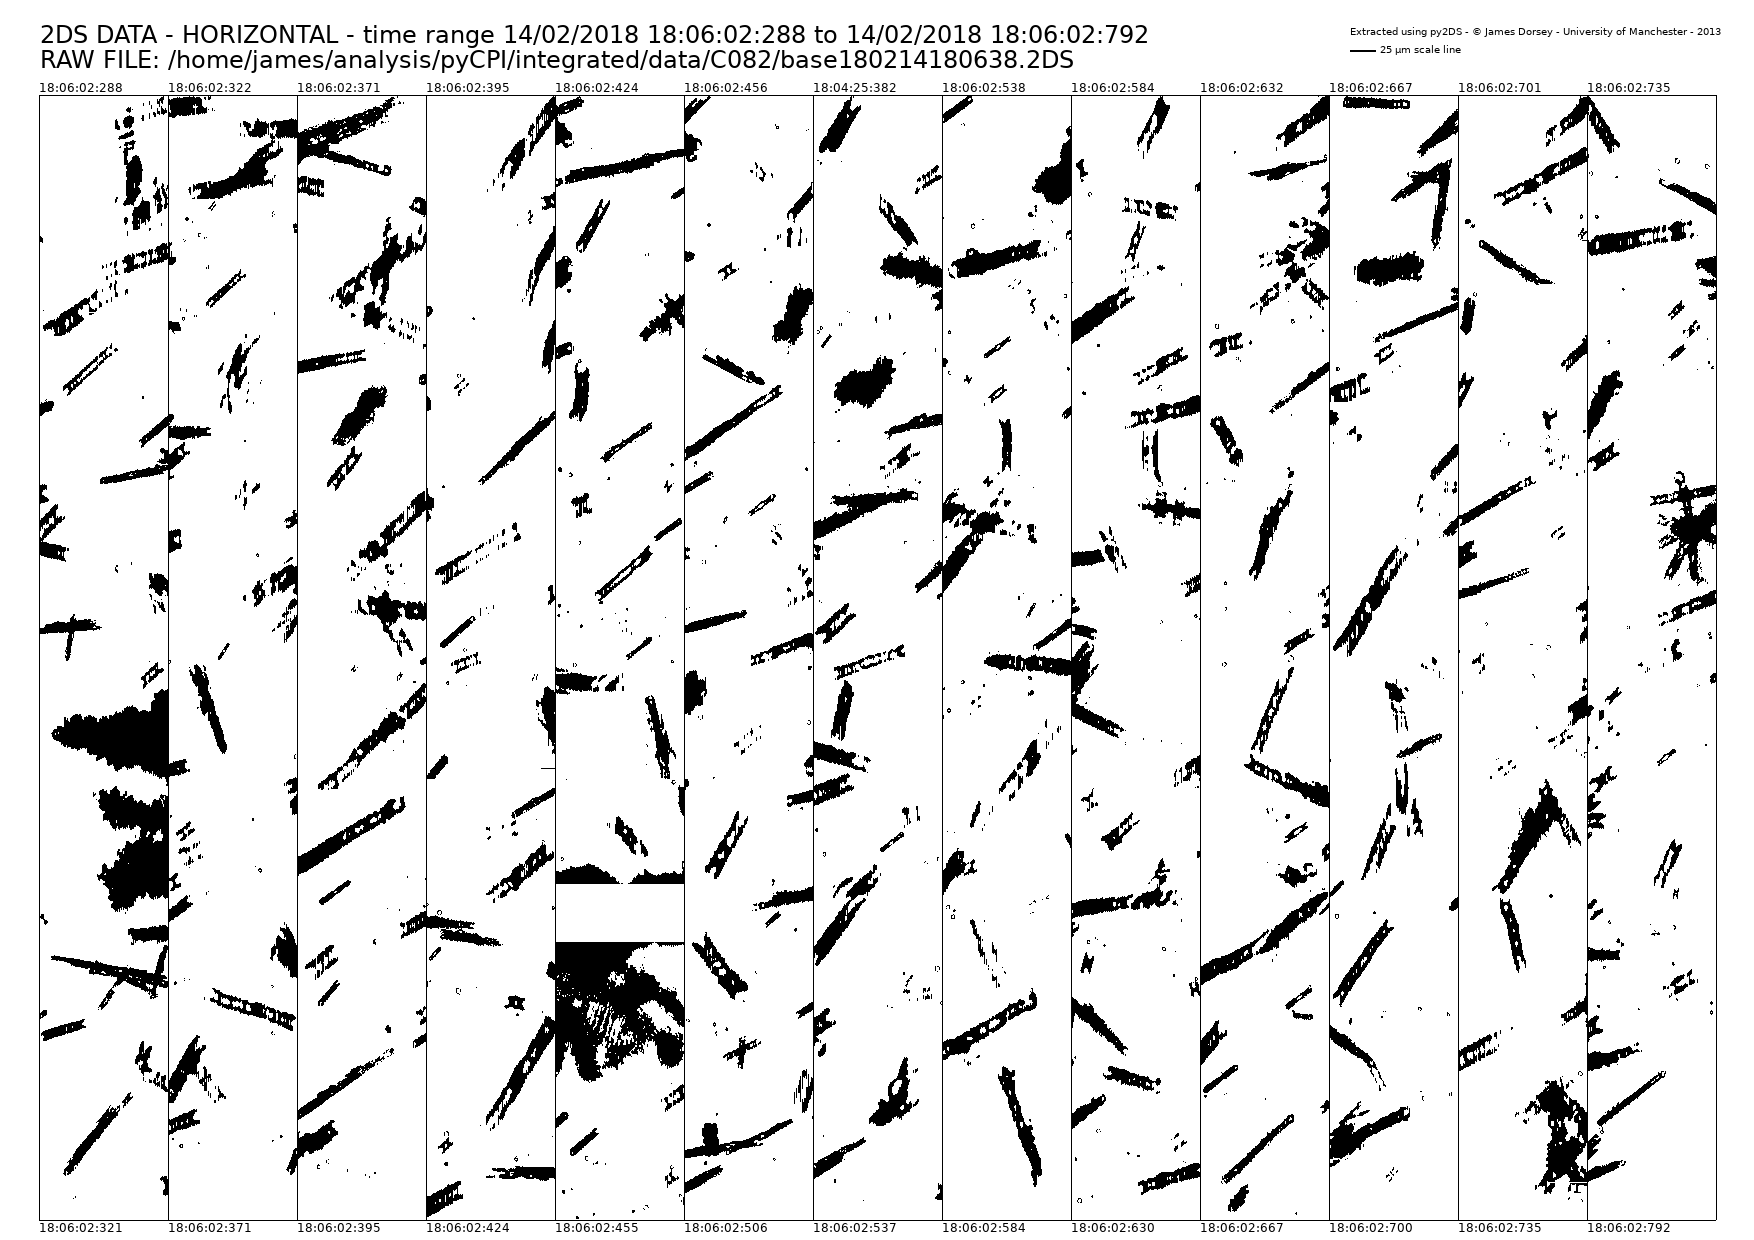 2DS DATA - HORIZONTAL - time range 14/02/2018 18:06:02:288 to 14/02/2018 18:06:02:792
RAW FILE: /home/james/analysis/pyCPI/integrated/data/C082/base180214180638.2DS
Extracted using py2DS - © James Dorsey - University of Manchester - 2013
25 µm scale line
18:06:02:288 18:06:02:322 18:06:02:371 18:06:02:395 18:06:02:424 18:06:02:456 18:04:25:382 18:06:02:538 18:06:02:584 18:06:02:632 18:06:02:667 18:06:02:701 18:06:02:735
18:06:02:321 18:06:02:371 18:06:02:395 18:06:02:424 18:06:02:455 18:06:02:506 18:06:02:537 18:06:02:584 18:06:02:630 18:06:02:667 18:06:02:700 18:06:02:735 18:06:02:792